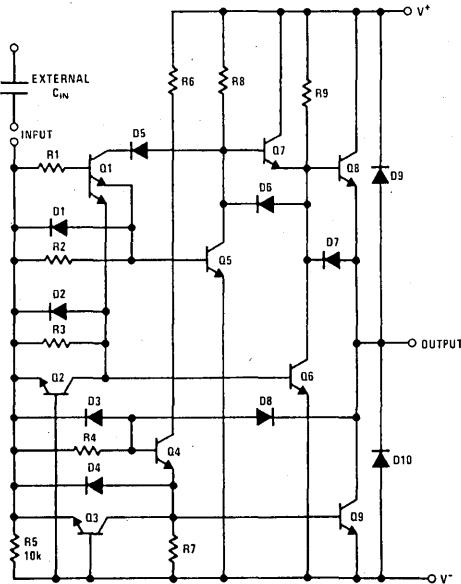 V+
EXTERNAL
CIN
INPUT
R6
R8
R9
D5
R1
Q1
Q7
Q8
D9
D1
D6
R2
Q5
D7
D2
R3
OUTPUT
Q2
Q6
D3
D8
R4
Q4
D4
D10
Q3
Q9
R5
10k
R7
V-